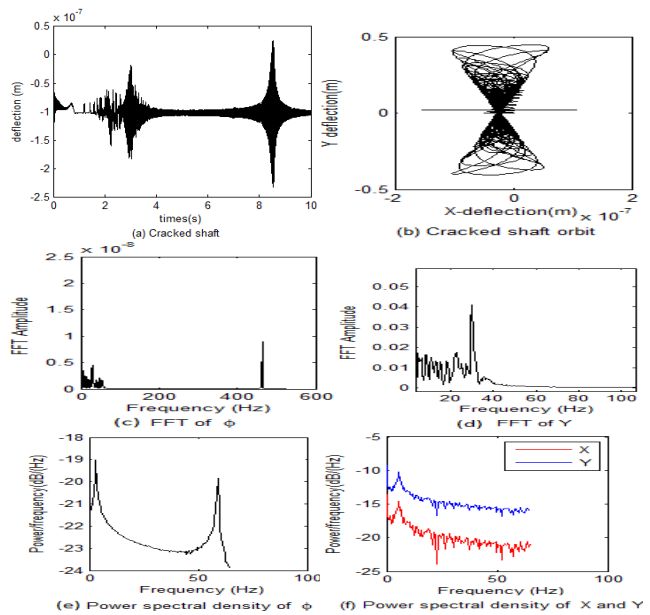 × 10⁻⁷
0.5
0
-0.5
-1
-1.5
-2
-2.5
deflection (m)
0 2 4 6 8 10
times(s)
(a) Cracked shaft
0.5
0
-0.5
Y deflection(m)
-2 0 2
X-deflection(m) × 10⁻⁷
(b) Cracked shaft orbit
× 10⁻⁸
2.5
2
1.5
1
0.5
0
FFT Amplitude
0 200 400 600
Frequency (Hz)
(c) FFT of ϕ
0.05
0.04
0.03
0.02
0.01
0
FFT Amplitude
20 40 60 80 100
Frequency (Hz)
(d) FFT of Y
-18
-19
-20
-21
-22
-23
-24
Power/frequency(dB/(Hz)
0 50 100
Frequency (Hz)
(e) Power spectral density of ϕ
-5
-10
-15
-20
-25
Power/frequency(dB/(Hz)
X
Y
0 50 100
Frequency (Hz)
(f) Power spectral density of X and Y